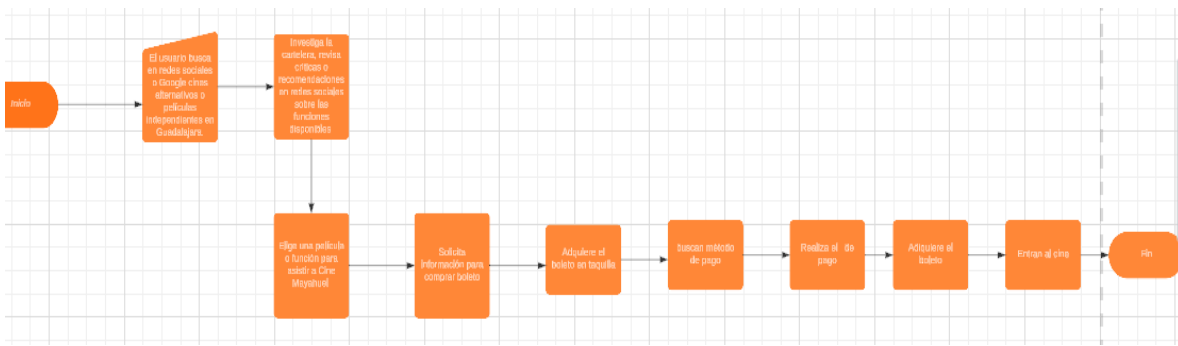 Inicio
El usuario busca
en redes sociales
o Google cines
alternativos o
películas
independientes en
Guadalajara.
Investiga la
cartelera, revisa
críticas o
recomendaciones
en redes sociales
sobre las
funciones
disponibles
Elige una película
o función para
asistir a Cine
Mayahuel
Solicita
información para
comprar boleto
Adquiere el
boleto en taquilla
buscan método
de pago
Realiza el de
pago
Adiquiere el
boleto
Entran al cine
Fin